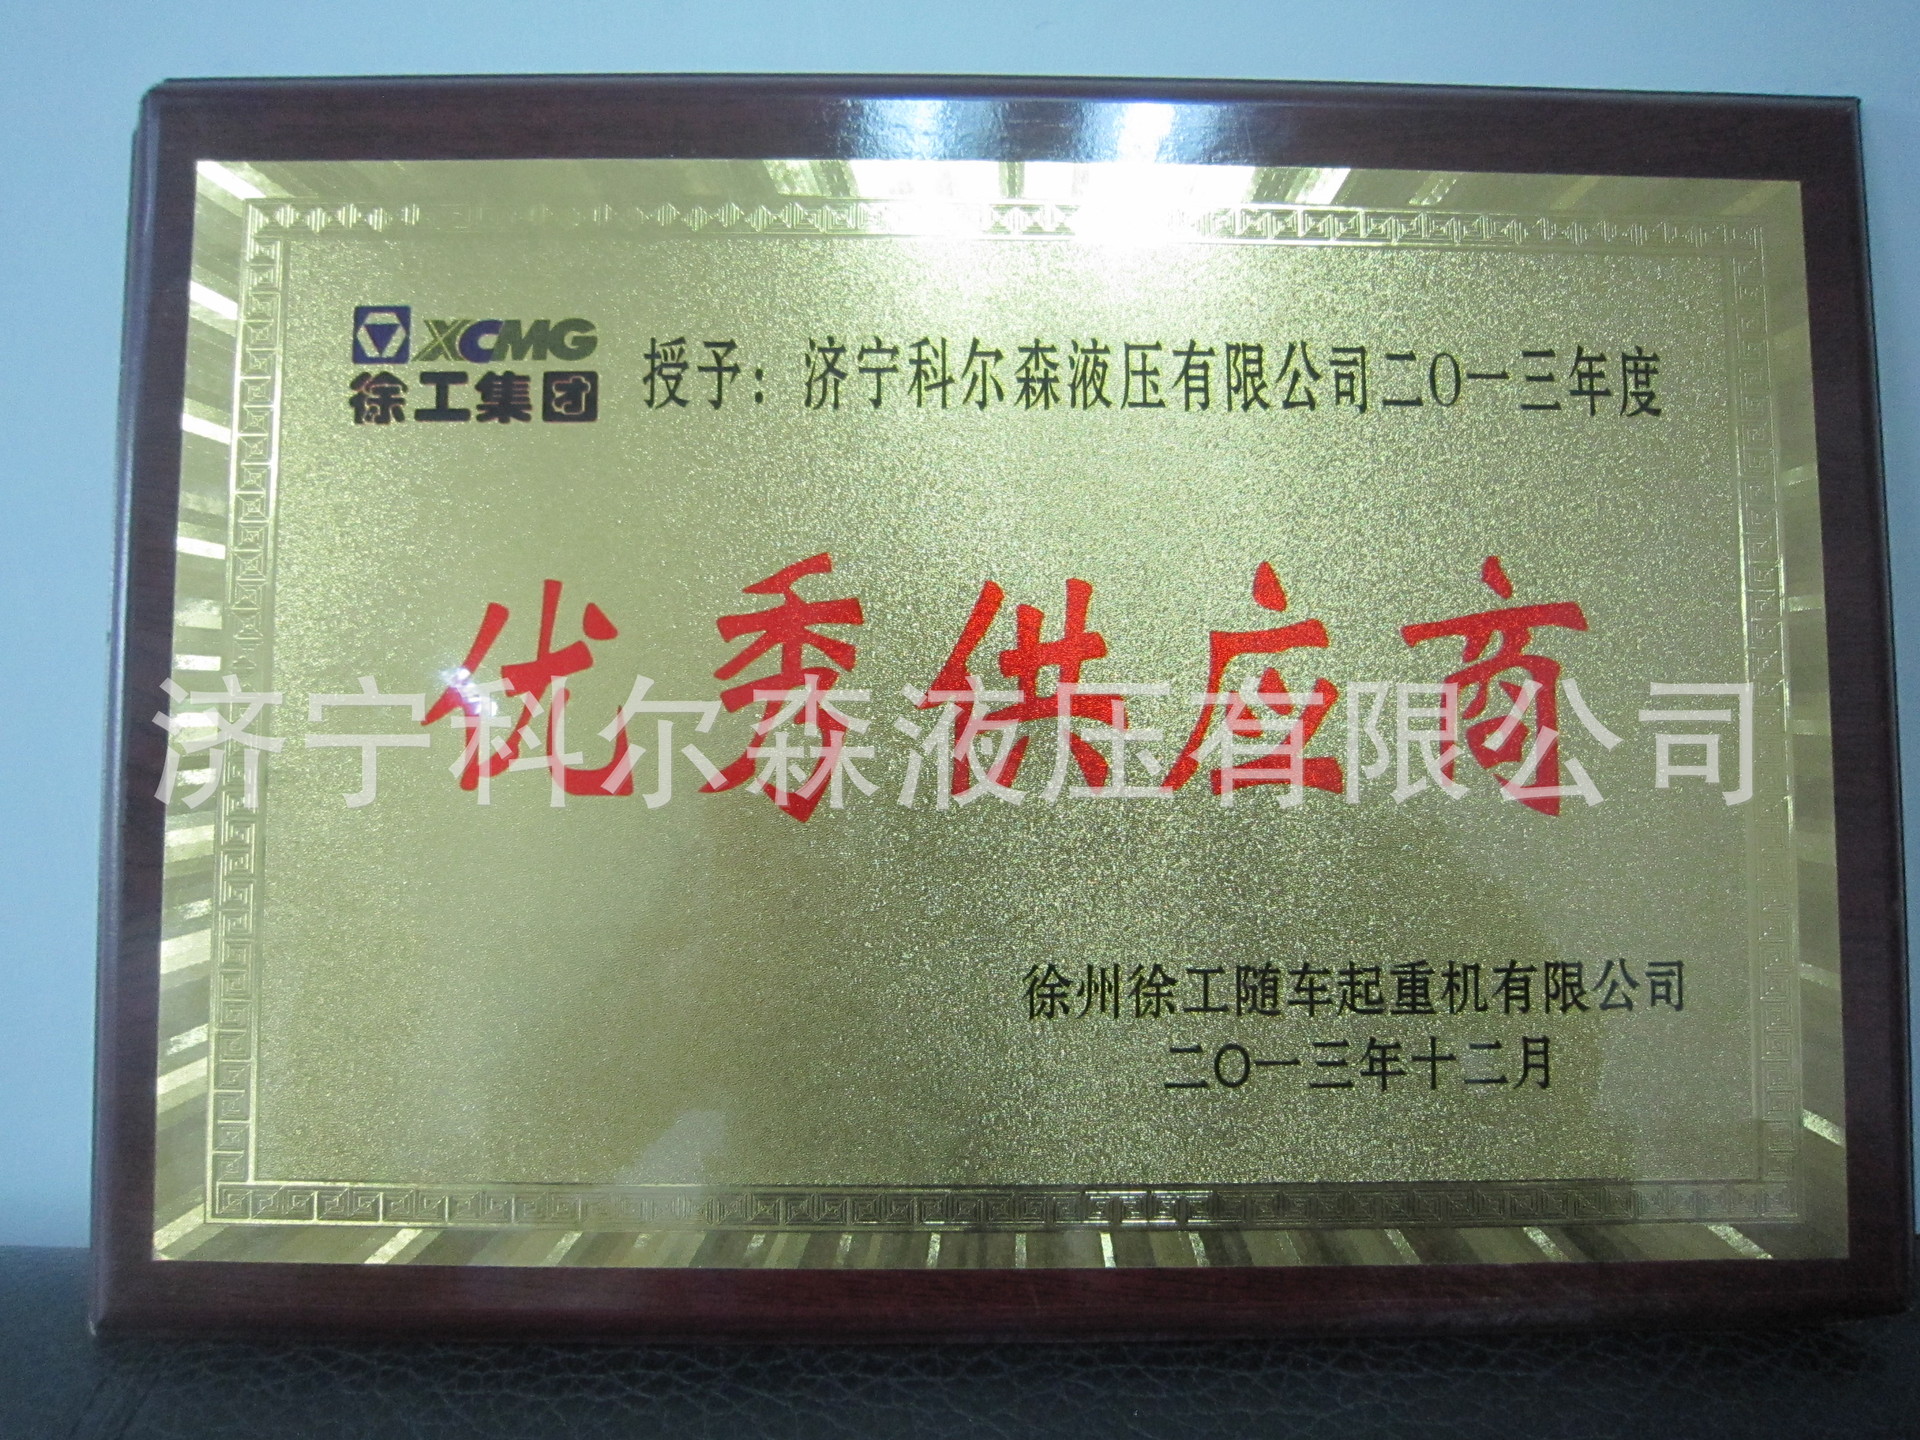 XCMG
徐工集团
授予：济宁科尔森液压有限公司二〇一三年度
优秀供应商
济宁科尔森液压有限公司
徐州徐工随车起重机有限公司
二〇一三年十二月